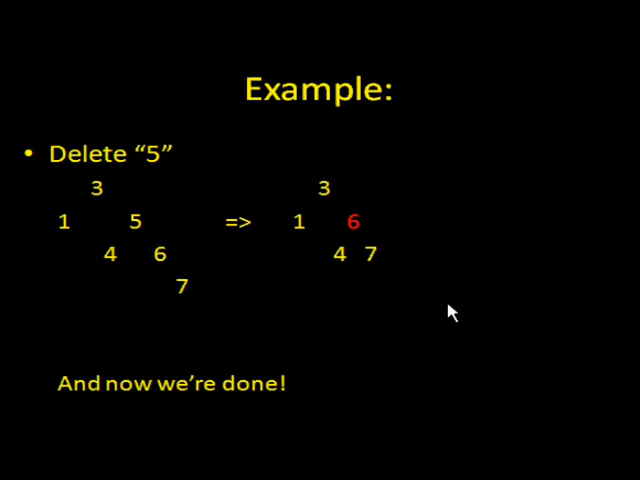 Example:
• Delete “5”
3 3
1 5 => 1 6
4 6 4 7
7
And now we’re done!